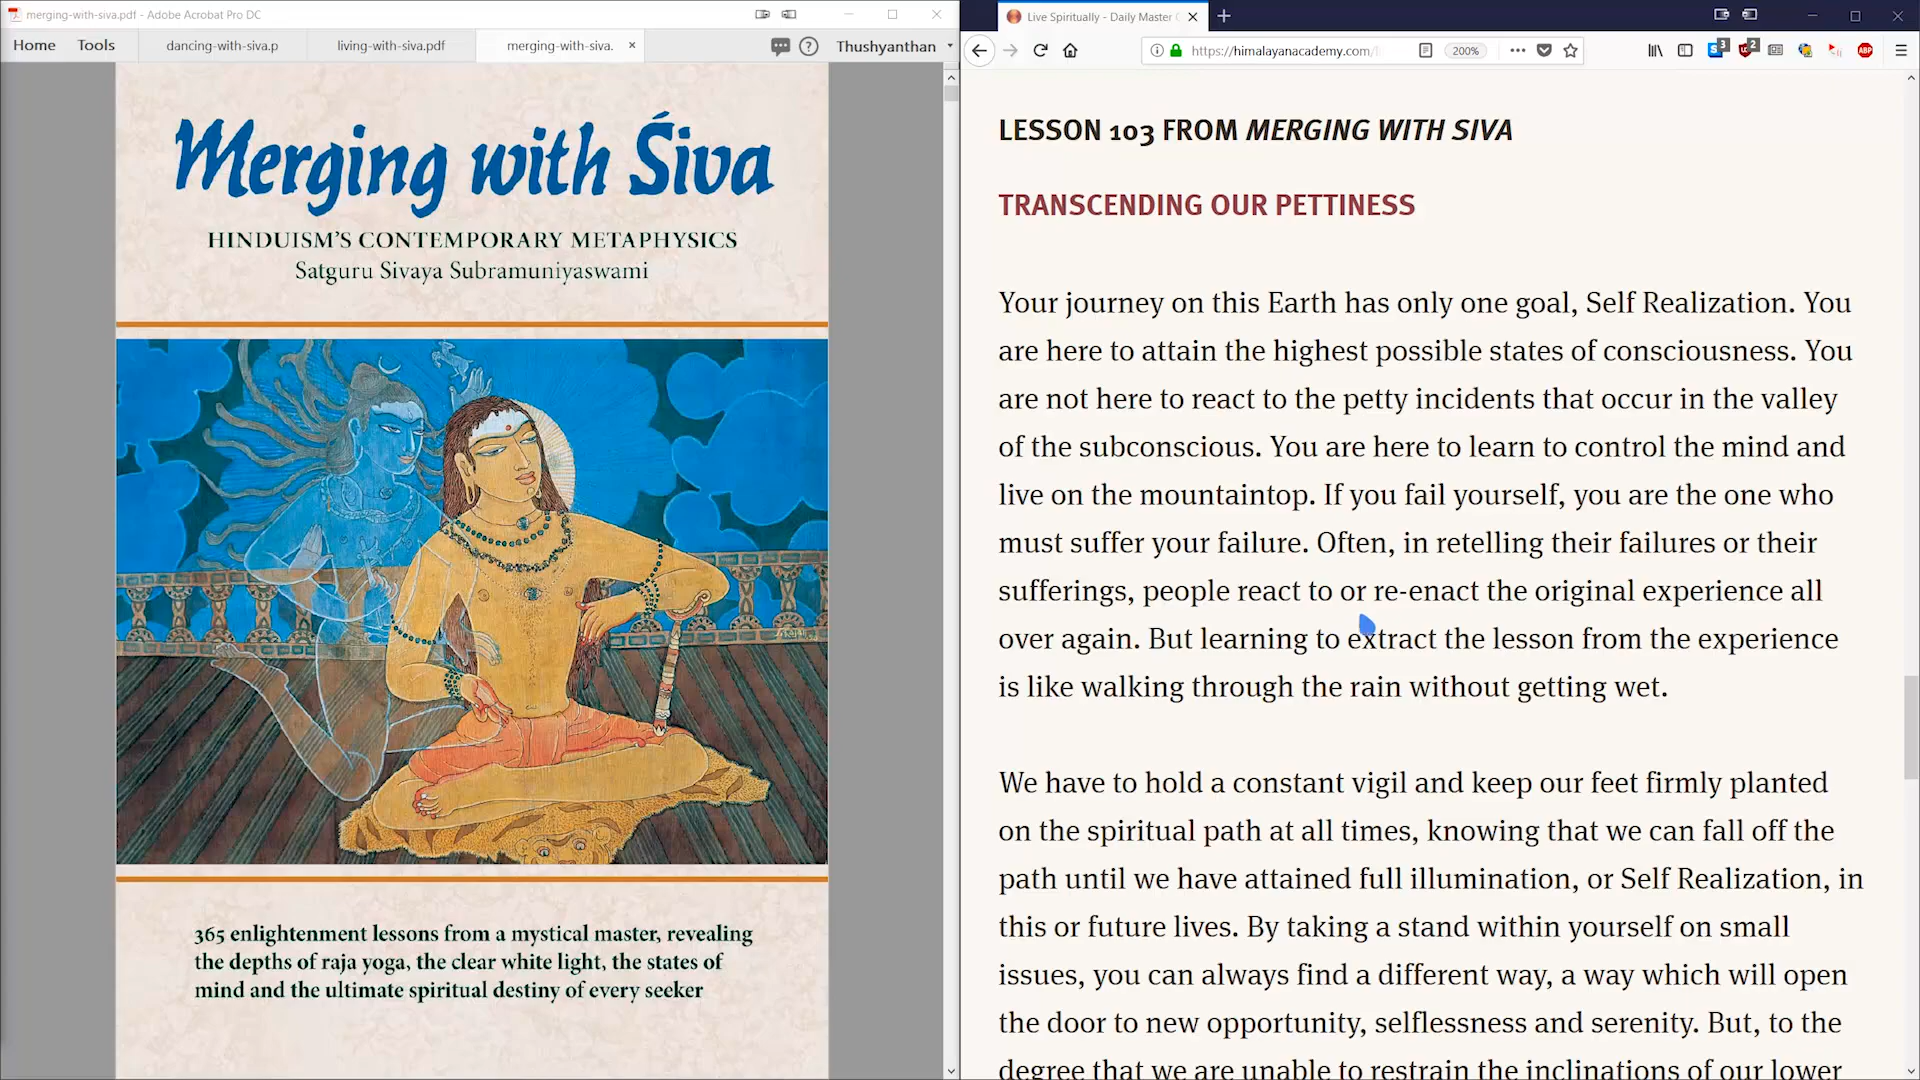 merging-with-siva.pdf - Adobe Acrobat Pro DC
Home Tools dancing-with-siva.p living-with-siva.pdf merging-with-siva. × Thushyanthan
Merging with Śiva
HINDUISM'S CONTEMPORARY METAPHYSICS
Satguru Sivaya Subramuniyaswami
365 enlightenment lessons from a mystical master, revealing
the depths of raja yoga, the clear white light, the states of
mind and the ultimate spiritual destiny of every seeker
Live Spiritually - Daily Master
https://himalayanacademy.com/ 200% 3 2 ABP
LESSON 103 FROM MERGING WITH SIVA
TRANSCENDING OUR PETTINESS
Your journey on this Earth has only one goal, Self Realization. You
are here to attain the highest possible states of consciousness. You
are not here to react to the petty incidents that occur in the valley
of the subconscious. You are here to learn to control the mind and
live on the mountaintop. If you fail yourself, you are the one who
must suffer your failure. Often, in retelling their failures or their
sufferings, people react to or re-enact the original experience all
over again. But learning to extract the lesson from the experience
is like walking through the rain without getting wet.
We have to hold a constant vigil and keep our feet firmly planted
on the spiritual path at all times, knowing that we can fall off the
path until we have attained full illumination, or Self Realization, in
this or future lives. By taking a stand within yourself on small
issues, you can always find a different way, a way which will open
the door to new opportunity, selflessness and serenity. But, to the
degree that we are unable to restrain the inclinations of our lower